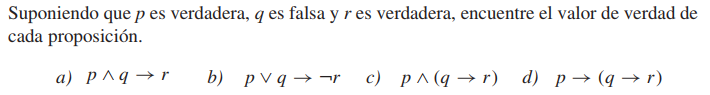 Suponiendo que p es verdadera, q es falsa y r es verdadera, encuentre el valor de verdad de
cada proposición.
a) p ∧ q → r b) p ∨ q → ¬r c) p ∧ (q → r) d) p → (q → r)